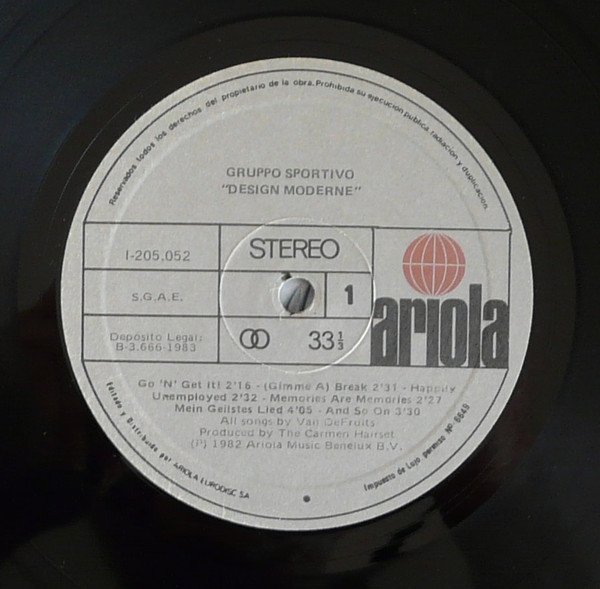 Reservados todos los derechos del propietario de la obra. Prohibida su ejecución pública, radiación y duplicación.
GRUPPO SPORTIVO
"DESIGN MODERNE"
I-205.052
STEREO
S.G.A.E.
1
ariola
Depósito Legal:
B-3.666-1983
33 1/3
Go 'N' Get it! 2'16 - (Gimme A) Break 2'31 - Happily
Unemployed 2'32 - Memories Are Memories 2'27
Mein Geilstes Lied 4'05 - And So On 3'30
All songs by Van DeFruits
Produced by The Carmen Hairset
(P) 1982 Ariola Music Benelux B.V.
Editado y Distribuido por ARIOLA EURODISC S.A
Impuesto de Lujo permiso Nº 6649